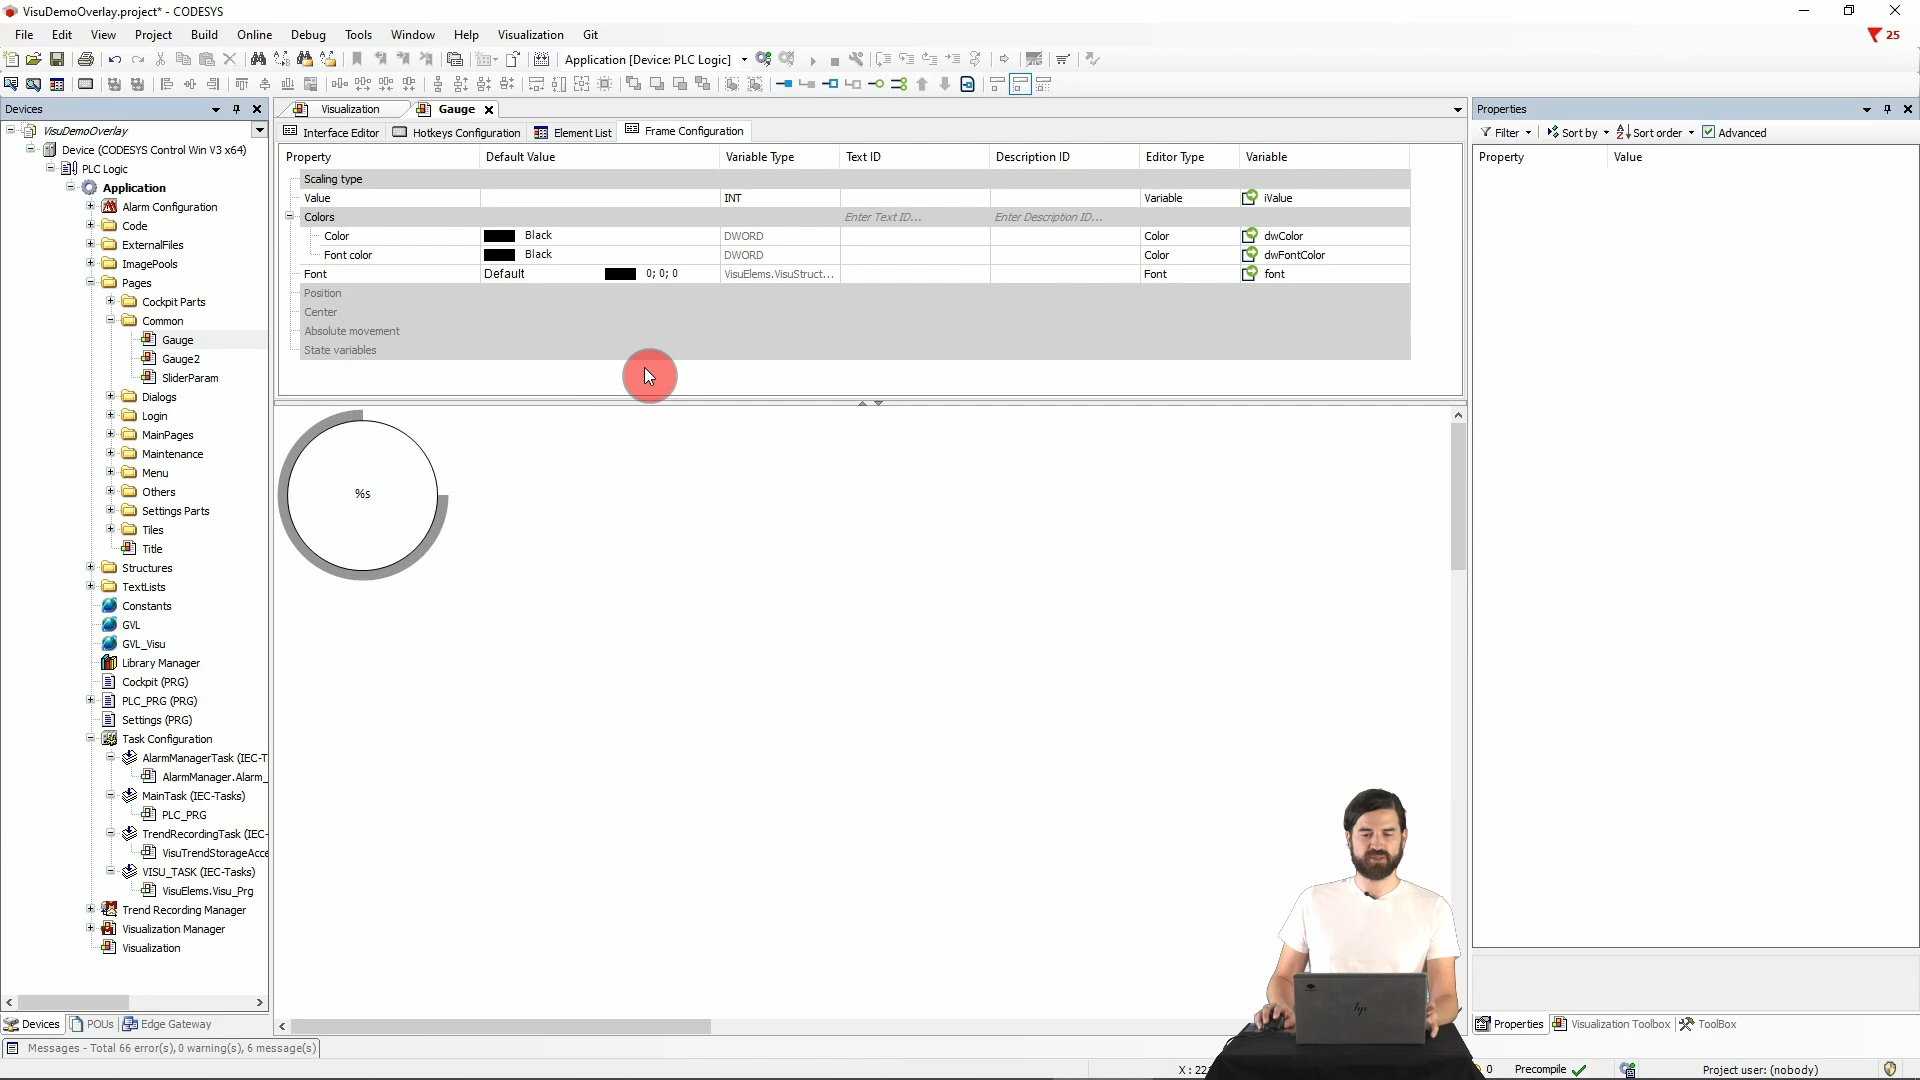 VisuDemoOverlay.project* - CODESYS
File Edit View Project Build Online Debug Tools Window Help Visualization Git
25
Application [Device: PLC Logic]
Devices
VisuDemoOverlay
Device (CODESYS Control Win V3 x64)
PLC Logic
Application
Alarm Configuration
Code
ExternalFiles
ImagePools
Pages
Cockpit Parts
Common
Gauge
Gauge2
SliderParam
Dialogs
Login
MainPages
Maintenance
Menu
Others
Settings Parts
Tiles
Title
Structures
TextLists
Constants
GVL
GVL_Visu
Library Manager
Cockpit (PRG)
PLC_PRG (PRG)
Settings (PRG)
Task Configuration
AlarmManagerTask (IEC-T
AlarmManager.Alarm_
MainTask (IEC-Tasks)
PLC_PRG
TrendRecordingTask (IEC-
VisuTrendStorageAcce
VISU_TASK (IEC-Tasks)
VisuElems.Visu_Prg
Trend Recording Manager
Visualization Manager
Visualization
Devices POUs Edge Gateway
Visualization Gauge
Interface Editor Hotkeys Configuration Element List Frame Configuration
Property Default Value Variable Type Text ID Description ID Editor Type Variable
Scaling type
Value INT Variable iValue
Colors Enter Text ID... Enter Description ID...
Color Black DWORD Color dwColor
Font color Black DWORD Color dwFontColor
Font Default 0; 0; 0 VisuElems.VisuStruct... Font font
Position
Center
Absolute movement
State variables
%s
Properties
Filter Sort by Sort order Advanced
Property Value
hp
Properties Visualization Toolbox ToolBox
Messages - Total 66 error(s), 0 warning(s), 6 message(s)
X: 22
0 Precompile Project user: (nobody)